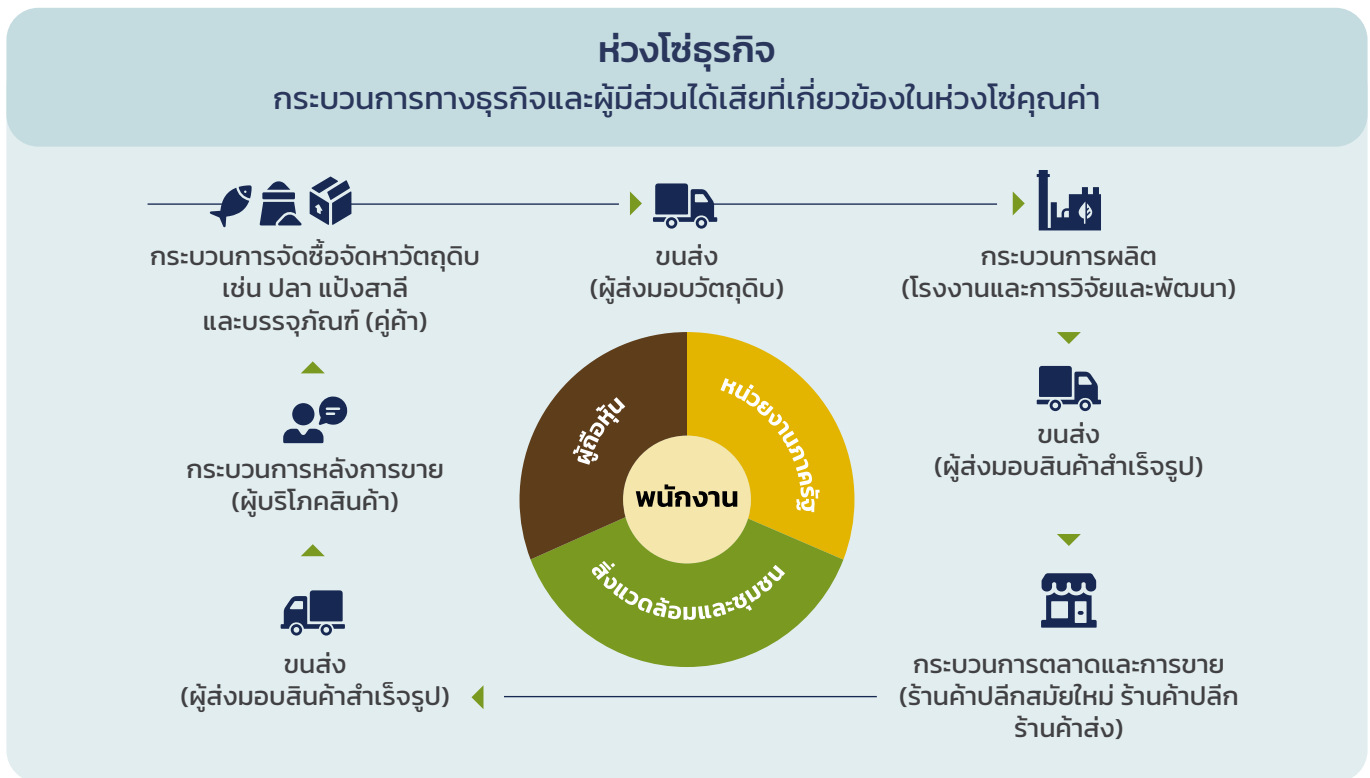 ห่วงโซ่ธุรกิจ
กระบวนการทางธุรกิจและผู้มีส่วนได้เสียที่เกี่ยวข้องในห่วงโซ่คุณค่า
กระบวนการจัดซื้อจัดหาวัตถุดิบ
เช่น ปลา แป้งสาลี
และบรรจุภัณฑ์ (คู่ค้า)
ขนส่ง
(ผู้ส่งมอบวัตถุดิบ)
กระบวนการผลิต
(โรงงานและการวิจัยและพัฒนา)
ขนส่ง
(ผู้ส่งมอบสินค้าสำเร็จรูป)
กระบวนการตลาดและการขาย
(ร้านค้าปลีกสมัยใหม่ ร้านค้าปลีก
ร้านค้าส่ง)
ขนส่ง
(ผู้ส่งมอบสินค้าสำเร็จรูป)
กระบวนการหลังการขาย
(ผู้บริโภคสินค้า)
ผู้ถือหุ้น
หน่วยงานภาครัฐ
พนักงาน
สิ่งแวดล้อมและชุมชน